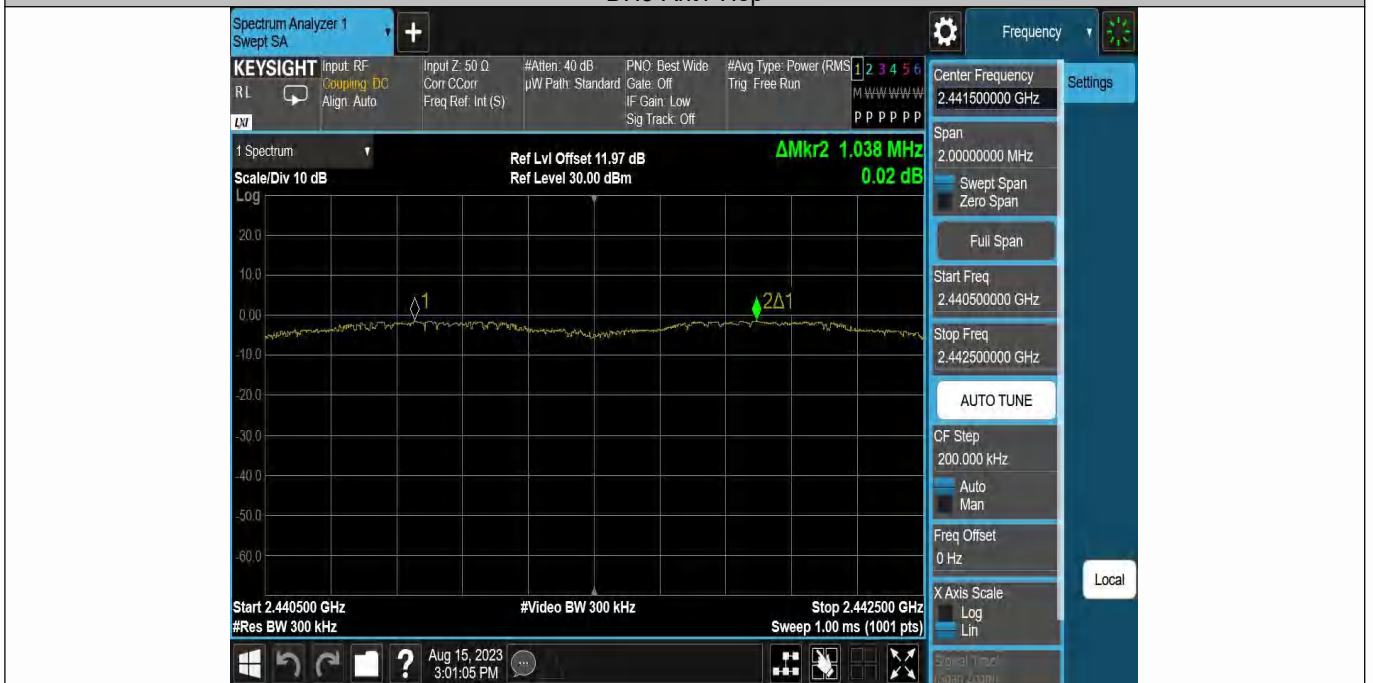 Spectrum Analyzer 1
Swept SA
+
Frequency
KEYSIGHT
RL
LXI
Input: RF
Coupling: DC
Align: Auto
Input Z: 50 Ω
Corr CCorr
Freq Ref: Int (S)
#Atten: 40 dB
µW Path: Standard
PNO: Best Wide
Gate: Off
IF Gain: Low
Sig Track: Off
#Avg Type: Power (RMS
Trig: Free Run
1 2 3 4 5 6
M W W W W W
P P P P P P
1 Spectrum
Scale/Div 10 dB
Ref Lvl Offset 11.97 dB
Ref Level 30.00 dBm
ΔMkr2 1.038 MHz
0.02 dB
Log
20.0
10.0
0.00
-10.0
-20.0
-30.0
-40.0
-50.0
-60.0
1
2Δ1
Start 2.440500 GHz
#Res BW 300 kHz
#Video BW 300 kHz
Stop 2.442500 GHz
Sweep 1.00 ms (1001 pts)
Center Frequency
2.441500000 GHz
Settings
Span
2.00000000 MHz
Swept Span
Zero Span
Full Span
Start Freq
2.440500000 GHz
Stop Freq
2.442500000 GHz
AUTO TUNE
CF Step
200.000 kHz
Auto
Man
Freq Offset
0 Hz
X Axis Scale
Log
Lin
Local
Signal Track
(Span Zoom)
?
Aug 15, 2023
3:01:05 PM